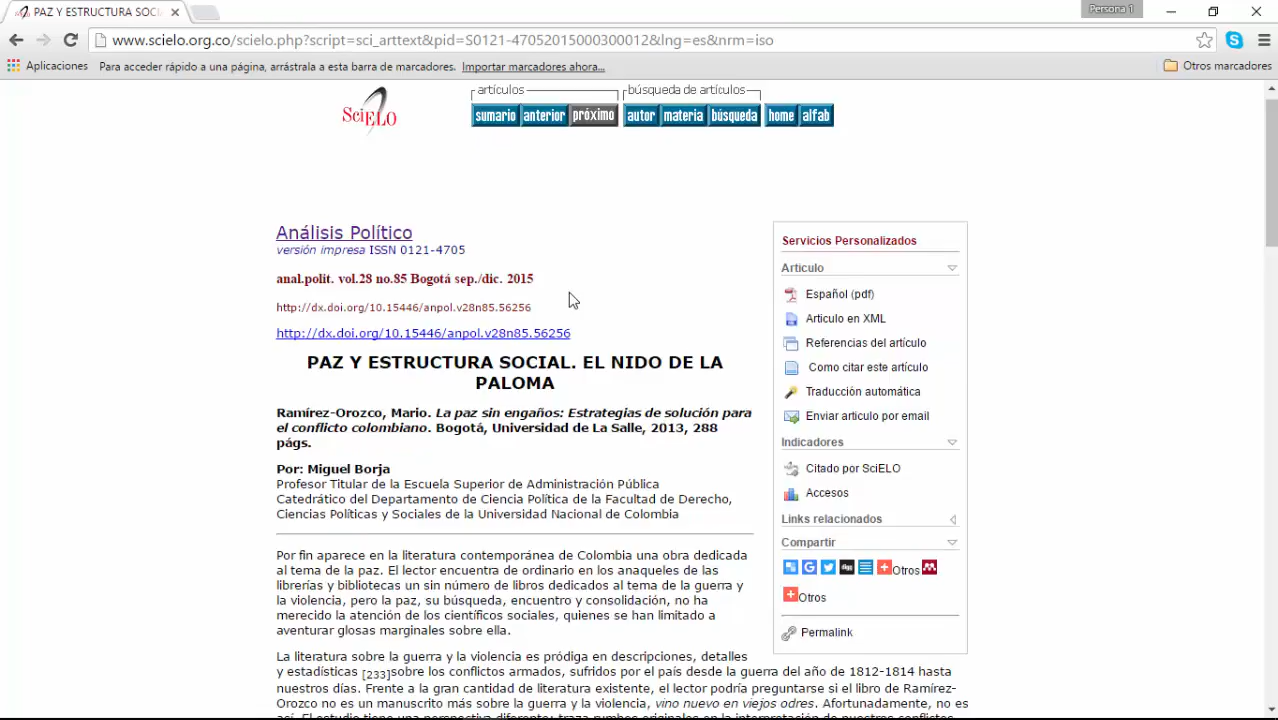 PAZ Y ESTRUCTURA SOCI
Persona 1
www.scielo.org.co/scielo.php?script=sci_arttext&pid=S0121-47052015000300012&lng=es&nrm=iso
Aplicaciones Para acceder rápido a una página, arrástrala a esta barra de marcadores. Importar marcadores ahora... Otros marcadores
artículos búsqueda de artículos
SciELO
sumario anterior próximo autor materia búsqueda home alfab
Análisis Político
versión impresa ISSN 0121-4705
anal.polit. vol.28 no.85 Bogotá sep./dic. 2015
http://dx.doi.org/10.15446/anpol.v28n85.56256
http://dx.doi.org/10.15446/anpol.v28n85.56256
PAZ Y ESTRUCTURA SOCIAL. EL NIDO DE LA
PALOMA
Ramírez-Orozco, Mario. La paz sin engaños: Estrategias de solución para
el conflicto colombiano. Bogotá, Universidad de La Salle, 2013, 288
págs.
Por: Miguel Borja
Profesor Titular de la Escuela Superior de Administración Pública
Catedrático del Departamento de Ciencia Política de la Facultad de Derecho,
Ciencias Políticas y Sociales de la Universidad Nacional de Colombia
Por fin aparece en la literatura contemporánea de Colombia una obra dedicada
al tema de la paz. El lector encuentra de ordinario en los anaqueles de las
librerías y bibliotecas un sin número de libros dedicados al tema de la guerra y
la violencia, pero la paz, su búsqueda, encuentro y consolidación, no ha
merecido la atención de los científicos sociales, quienes se han limitado a
aventurar glosas marginales sobre ella.
La literatura sobre la guerra y la violencia es pródiga en descripciones, detalles
y estadísticas [233]sobre los conflictos armados, sufridos por el país desde la guerra del año de 1812-1814 hasta
nuestros días. Frente a la gran cantidad de literatura existente, el lector podría preguntarse si el libro de Ramírez-
Orozco no es un manuscrito más sobre la guerra y la violencia, vino nuevo en viejos odres. Afortunadamente, no es
así. El estudio tiene una perspectiva diferente: traza rumbos originales en la interpretación de nuestros conflictos
Servicios Personalizados
Articulo
Español (pdf)
Articulo en XML
Referencias del artículo
Como citar este artículo
Traducción automática
Enviar articulo por email
Indicadores
Citado por SciELO
Accesos
Links relacionados
Compartir
Otros
Otros
Permalink